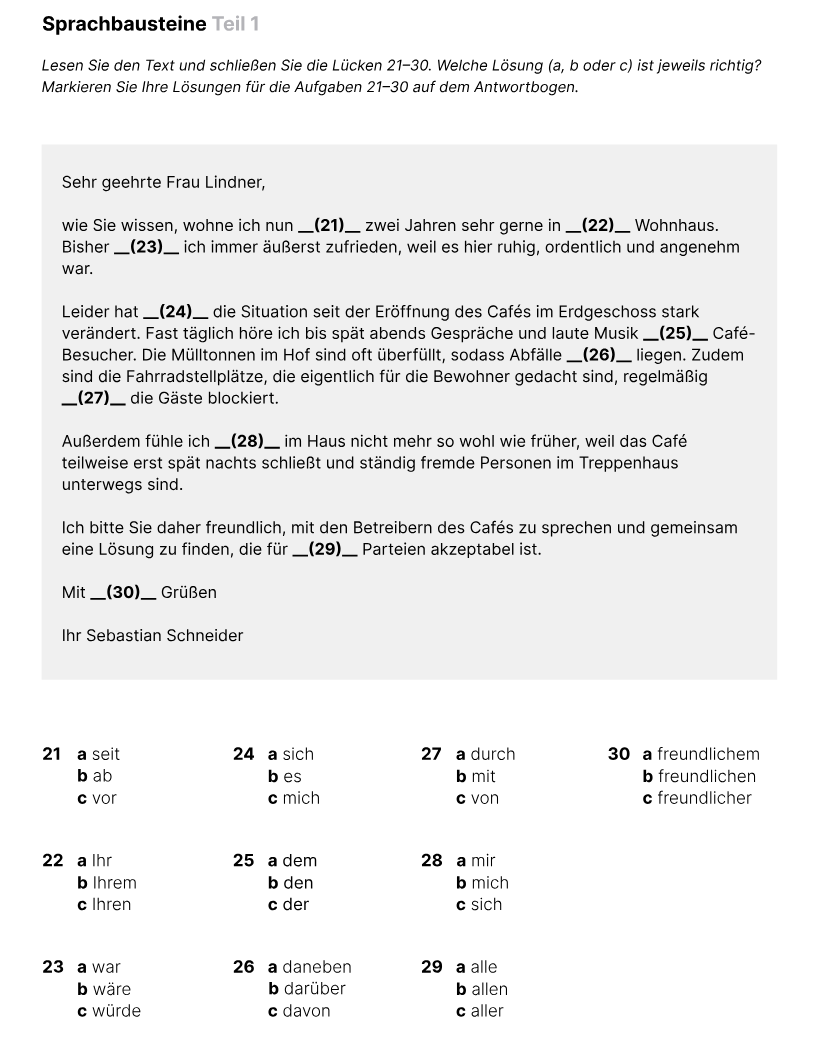 Sprachbausteine Teil 1
Lesen Sie den Text und schließen Sie die Lücken 21–30. Welche Lösung (a, b oder c) ist jeweils richtig?
Markieren Sie Ihre Lösungen für die Aufgaben 21–30 auf dem Antwortbogen.
Sehr geehrte Frau Lindner,
wie Sie wissen, wohne ich nun __(21)__ zwei Jahren sehr gerne in __(22)__ Wohnhaus.
Bisher __(23)__ ich immer äußerst zufrieden, weil es hier ruhig, ordentlich und angenehm
war.
Leider hat __(24)__ die Situation seit der Eröffnung des Cafés im Erdgeschoss stark
verändert. Fast täglich höre ich bis spät abends Gespräche und laute Musik __(25)__ Café-
Besucher. Die Mülltonnen im Hof sind oft überfüllt, sodass Abfälle __(26)__ liegen. Zudem
sind die Fahrradstellplätze, die eigentlich für die Bewohner gedacht sind, regelmäßig
__(27)__ die Gäste blockiert.
Außerdem fühle ich __(28)__ im Haus nicht mehr so wohl wie früher, weil das Café
teilweise erst spät nachts schließt und ständig fremde Personen im Treppenhaus
unterwegs sind.
Ich bitte Sie daher freundlich, mit den Betreibern des Cafés zu sprechen und gemeinsam
eine Lösung zu finden, die für __(29)__ Parteien akzeptabel ist.
Mit __(30)__ Grüßen
Ihr Sebastian Schneider
21 a seit
b ab
c vor
24 a sich
b es
c mich
27 a durch
b mit
c von
30 a freundlichem
b freundlichen
c freundlicher
22 a Ihr
b Ihrem
c Ihren
25 a dem
b den
c der
28 a mir
b mich
c sich
23 a war
b wäre
c würde
26 a daneben
b darüber
c davon
29 a alle
b allen
c aller